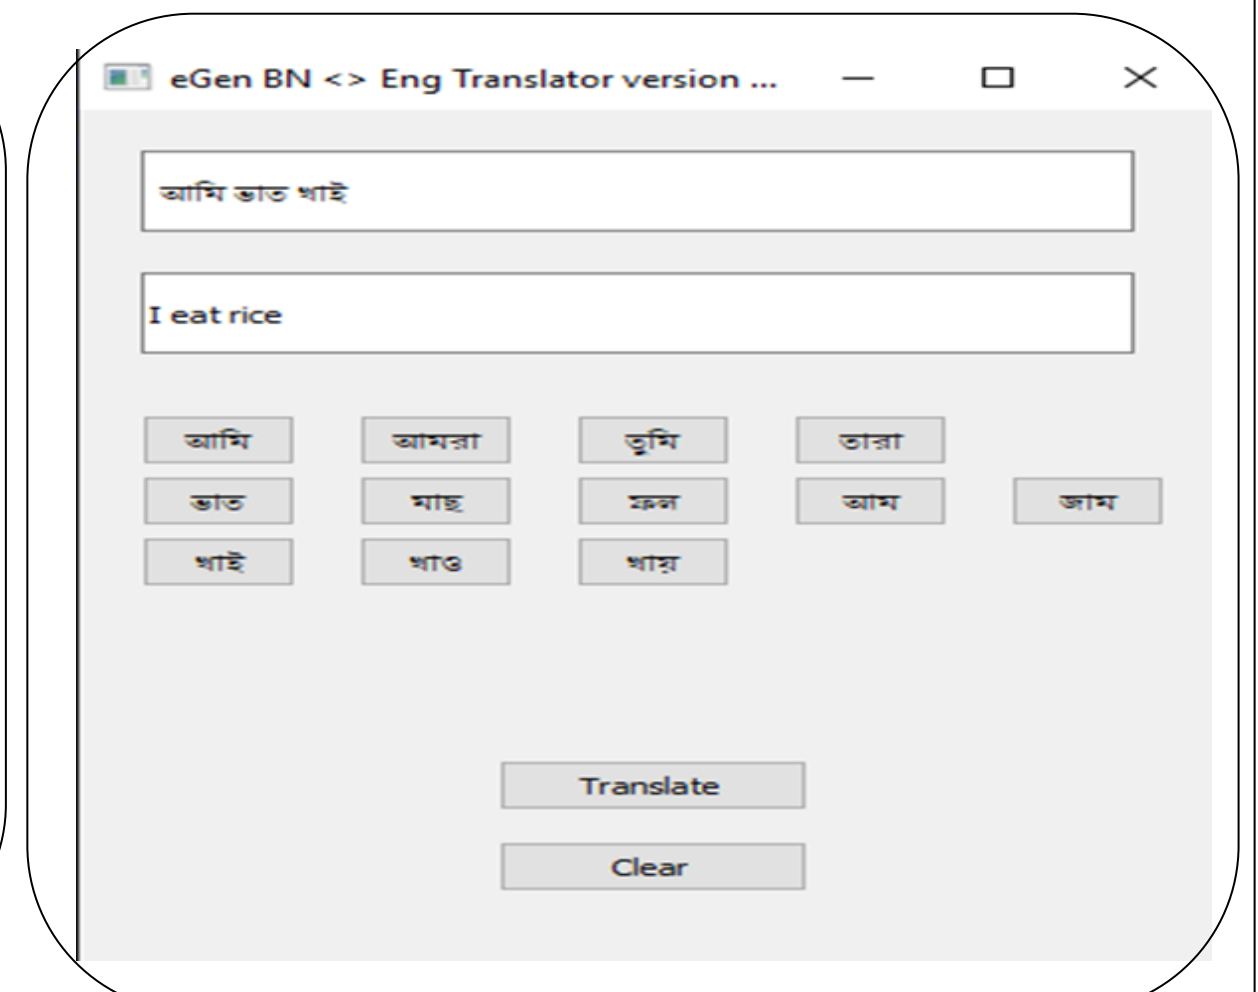 eGen BN <> Eng Translator version ...
আমি ভাত খাই
I eat rice
আমি আমরা তুমি তারা
ভাত মাছ ফল আম জাম
খাই খাও খায়
Translate
Clear